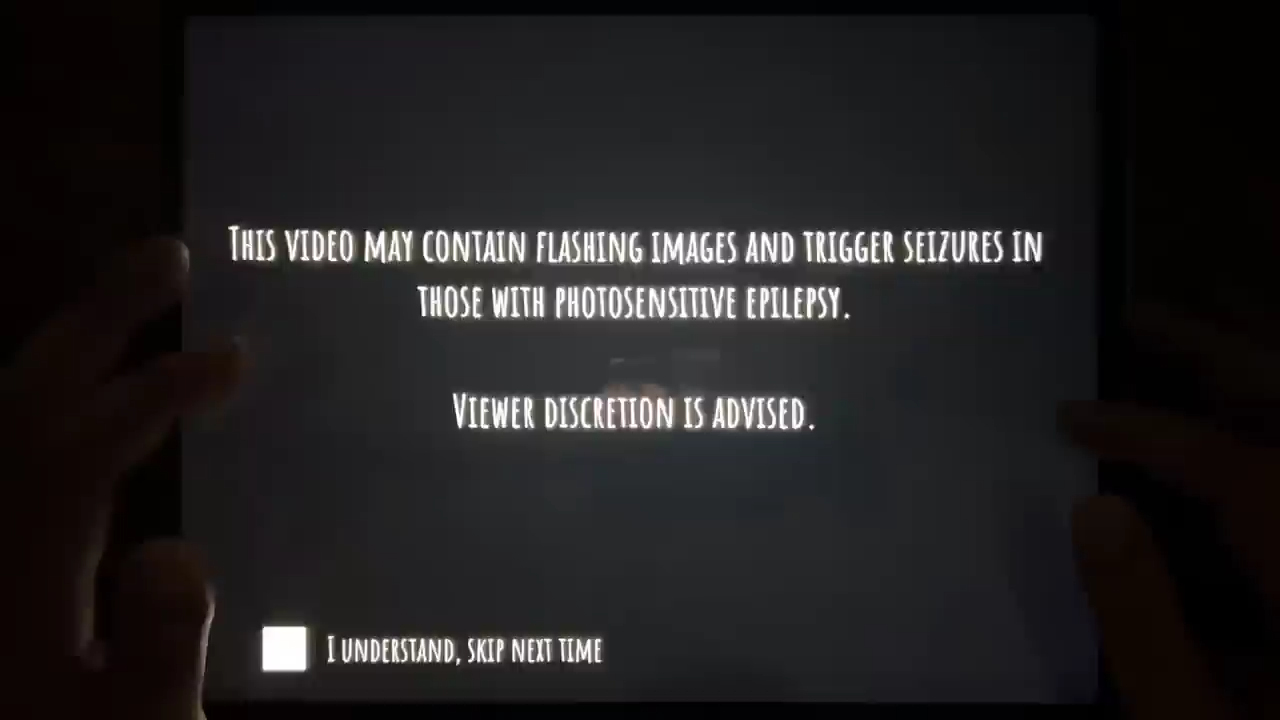 This video may contain flashing images and trigger seizures in
those with photosensitive epilepsy.
Viewer discretion is advised.
I understand, skip next time